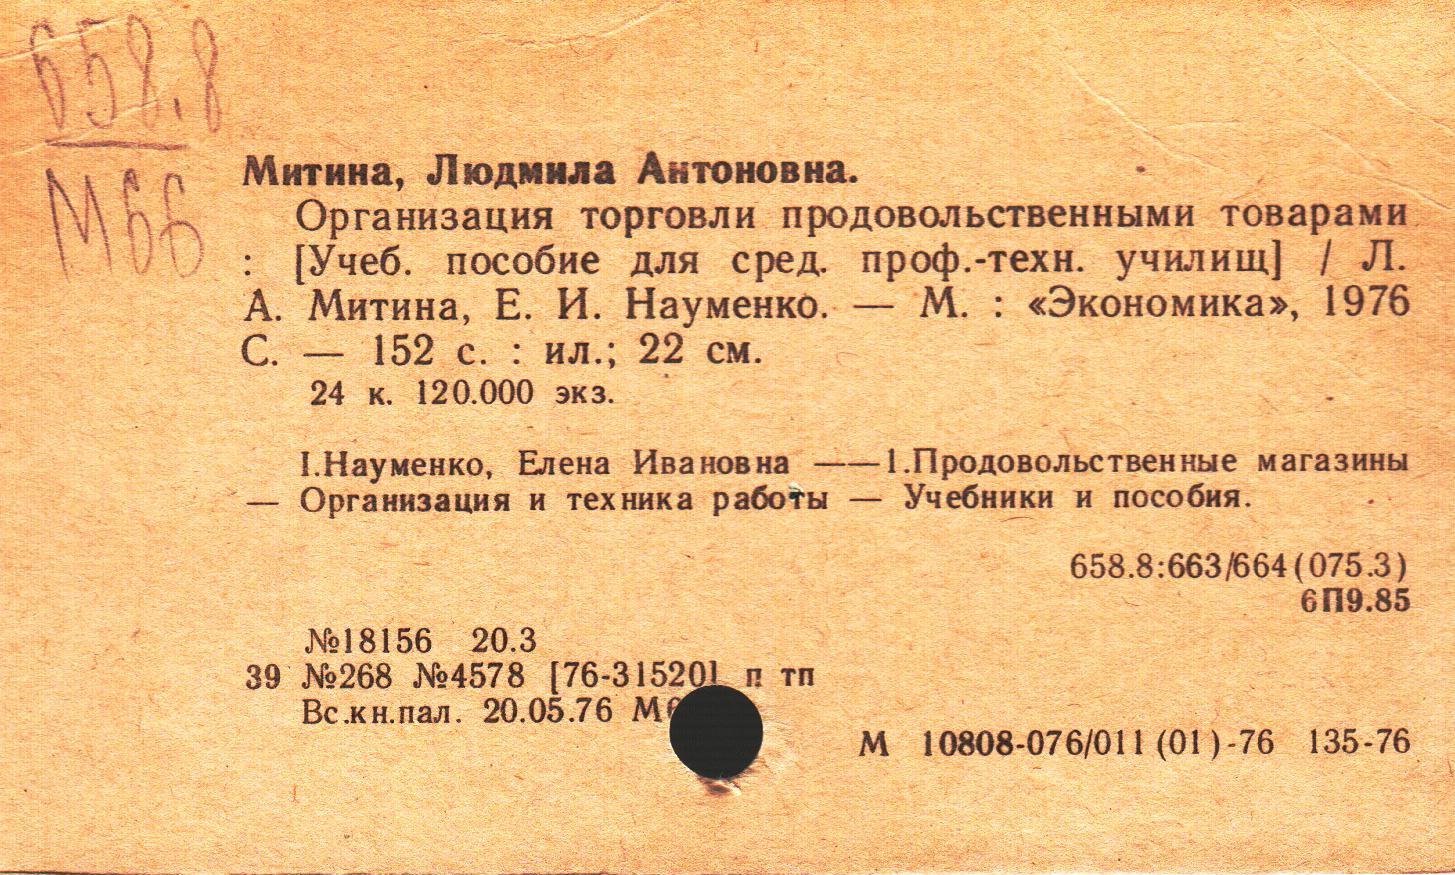 658.8
М66
Митина, Людмила Антоновна.
Организация торговли продовольственными товарами
: [Учеб. пособие для сред. проф.-техн. училищ] / Л.
А. Митина, Е. И. Науменко. — М. : «Экономика», 1976
С. — 152 с. : ил.; 22 см.
24 к. 120.000 экз.
I.Науменко, Елена Ивановна ——1.Продовольственные магазины
— Организация и техника работы — Учебники и пособия.
658.8:663/664(075.3)
6П9.85
№18156 20.3
39 №268 №4578 [76-31520] п тп
Вс.кн.пал. 20.05.76
М 10808-076/011(01)-76 135-76